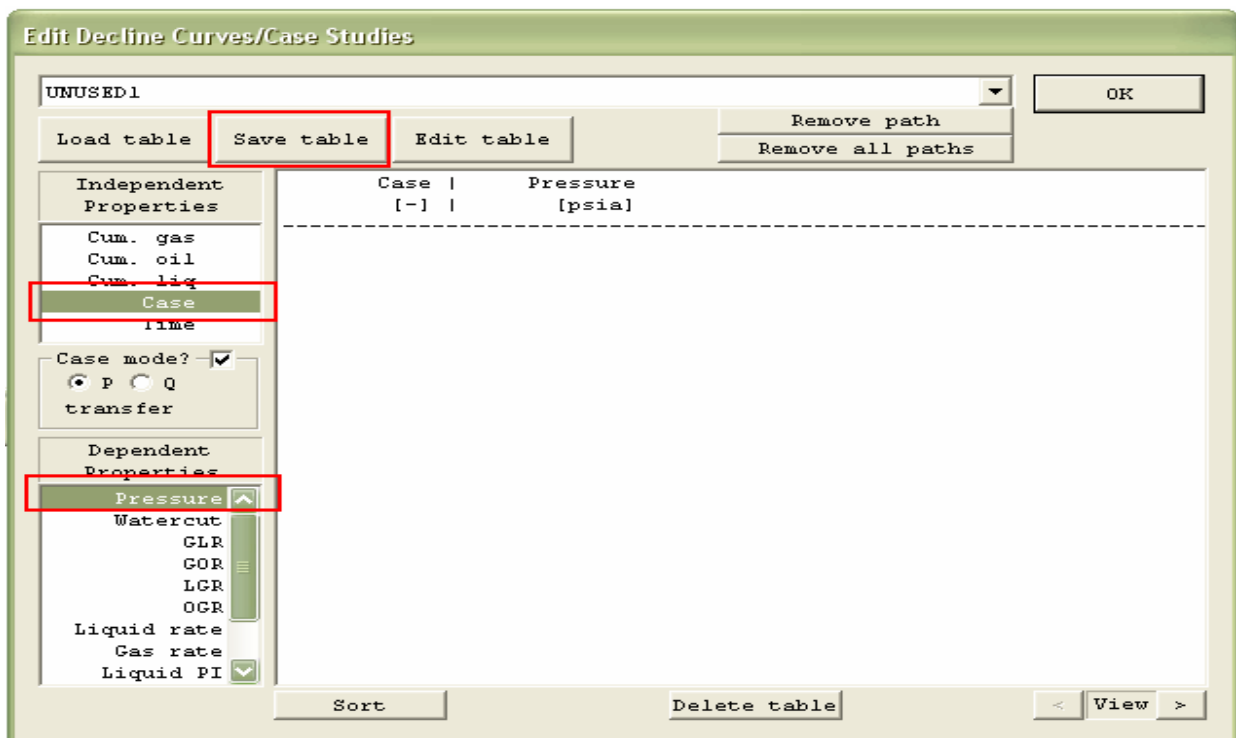 Edit Decline Curves/Case Studies
UNUSED1
OK
Load table
Save table
Edit table
Remove path
Remove all paths
Independent
Properties
Case | Pressure
[-] | [psia]
--------------------------------------------------------------------
Cum. gas
Cum. oil
Cum. liq
Case
Time
Case mode?
P Q
transfer
Dependent
Properties
Pressure
Watercut
GLR
GOR
LGR
OGR
Liquid rate
Gas rate
Liquid PI
Sort
Delete table
< View >